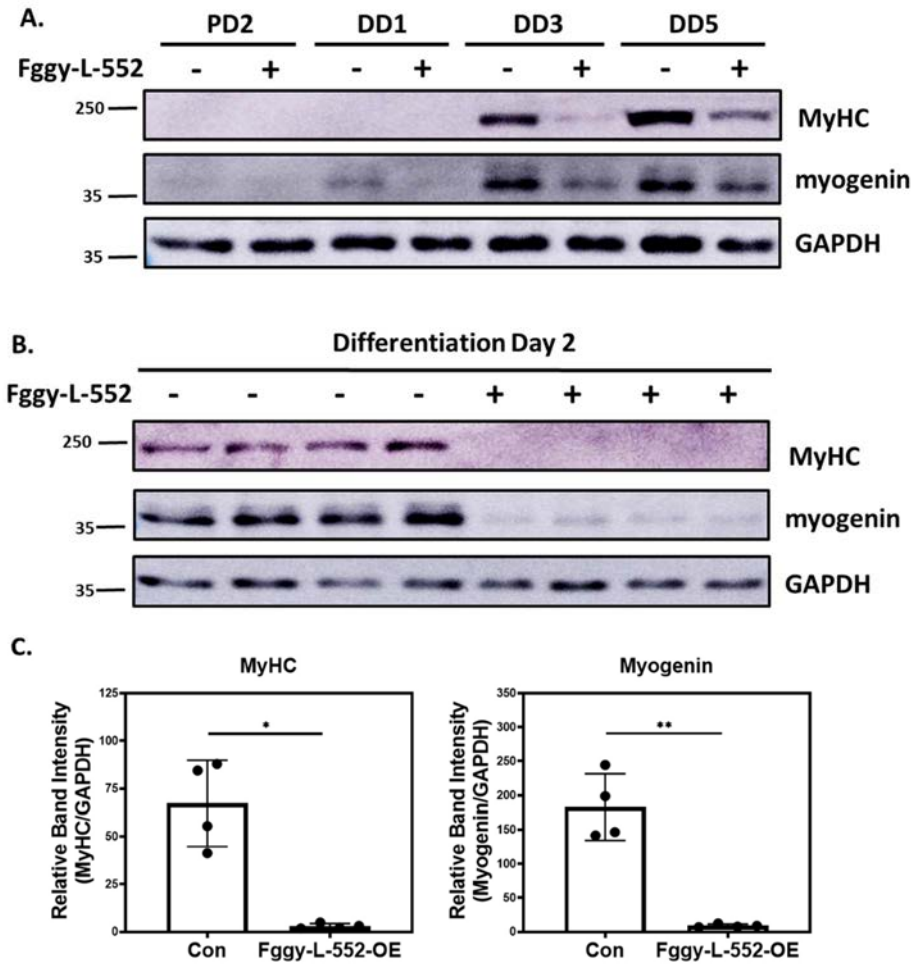 A.
PD2 DD1 DD3 DD5
Fggy-L-552 - + - + - + - +
250 MyHC
35 myogenin
35 GAPDH
B.
Differentiation Day 2
Fggy-L-552 - - - - + + + +
250 MyHC
35 myogenin
35 GAPDH
C.
MyHC
Relative Band Intensity
(MyHC/GAPDH)
125
100
75
50
25
0
*
Con Fggy-L-552-OE
Myogenin
Relative Band Intensity
(Myogenin/GAPDH)
350
300
250
200
150
100
50
0
**
Con Fggy-L-552-OE